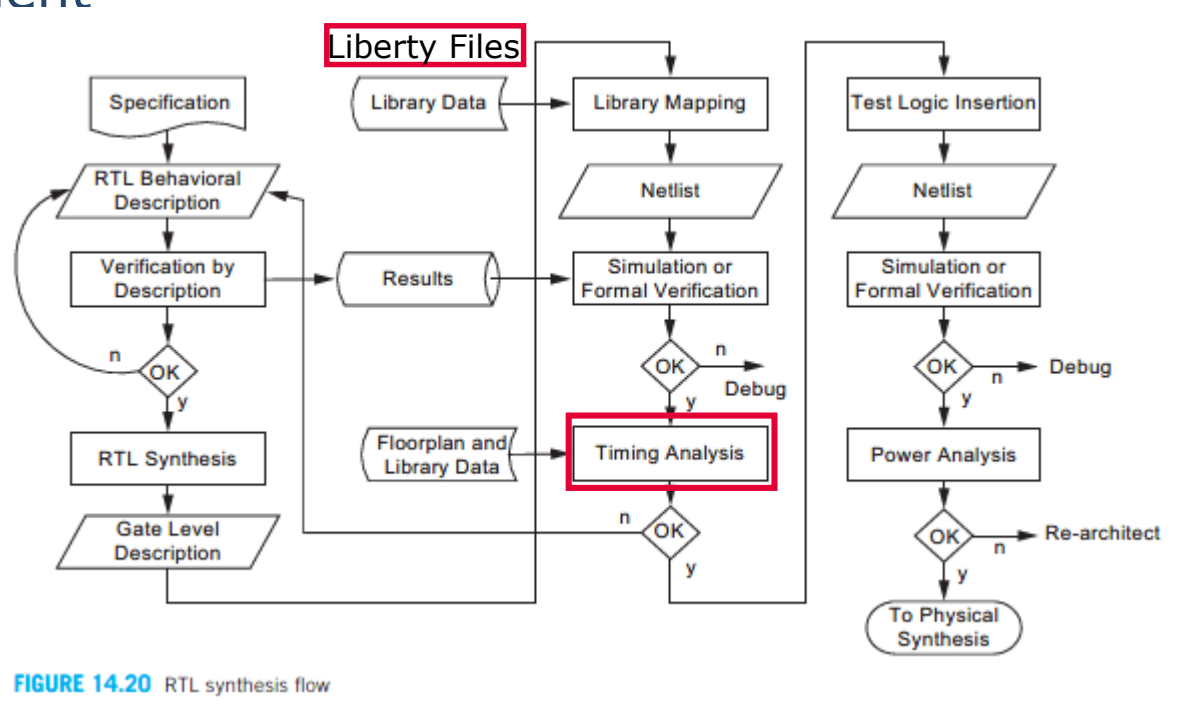 Liberty Files
Specification
RTL Behavioral
Description
Verification by
Description
n
OK
y
RTL Synthesis
Gate Level
Description
Library Data
Results
Floorplan and
Library Data
Library Mapping
Netlist
Simulation or
Formal Verification
OK
n
Debug
y
Timing Analysis
n
OK
y
Test Logic Insertion
Netlist
Simulation or
Formal Verification
OK
n
Debug
y
Power Analysis
OK
n
Re-architect
y
To Physical
Synthesis
FIGURE 14.20 RTL synthesis flow